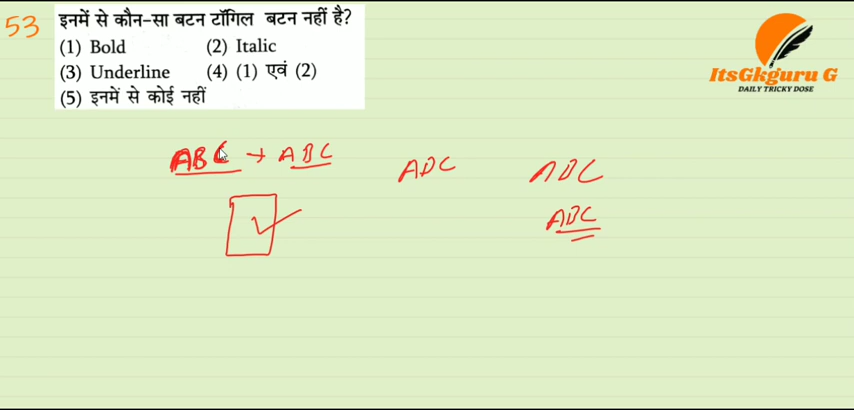 53 इनमें से कौन-सा बटन टॉगिल बटन नहीं है?
(1) Bold (2) Italic
(3) Underline (4) (1) एवं (2)
(5) इनमें से कोई नहीं
ItsGkguru G
DAILY TRICKY DOSE
ABC → ABC ADC ABC
ABC